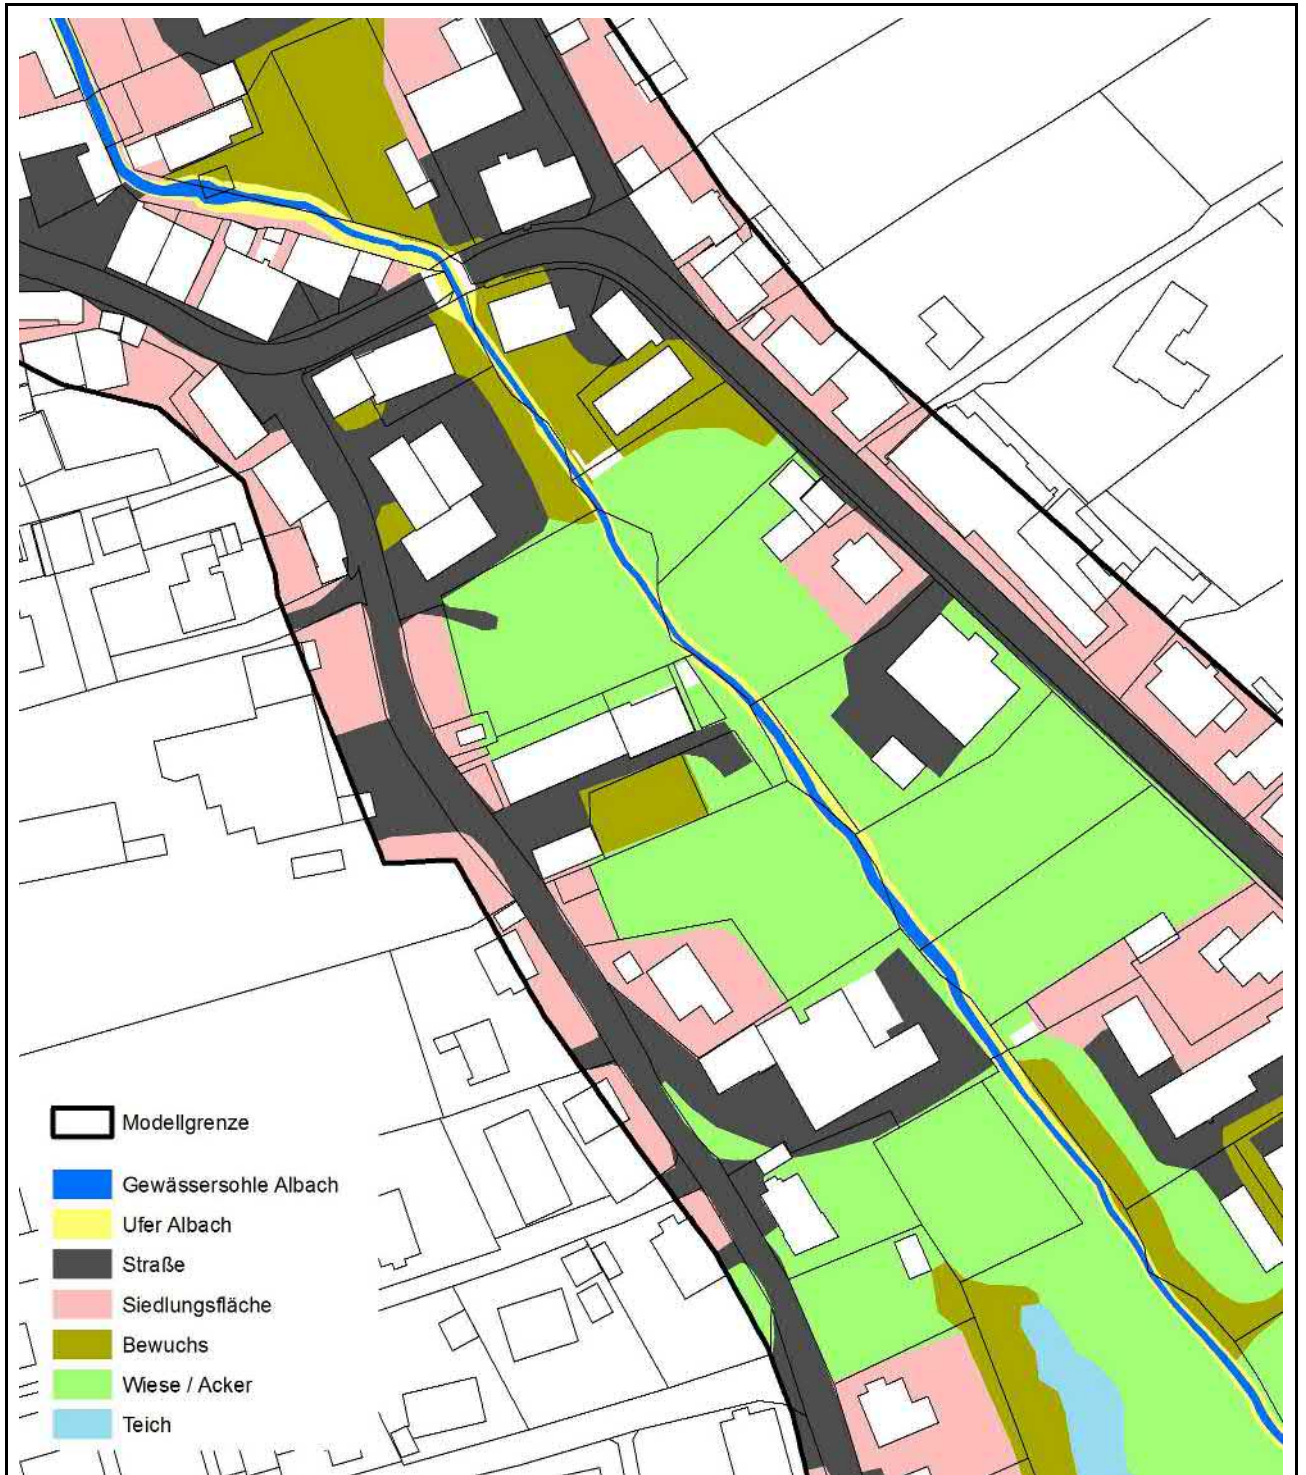 Modellgrenze
Gewässersohle Albach
Ufer Albach
Straße
Siedlungsfläche
Bewuchs
Wiese / Acker
Teich